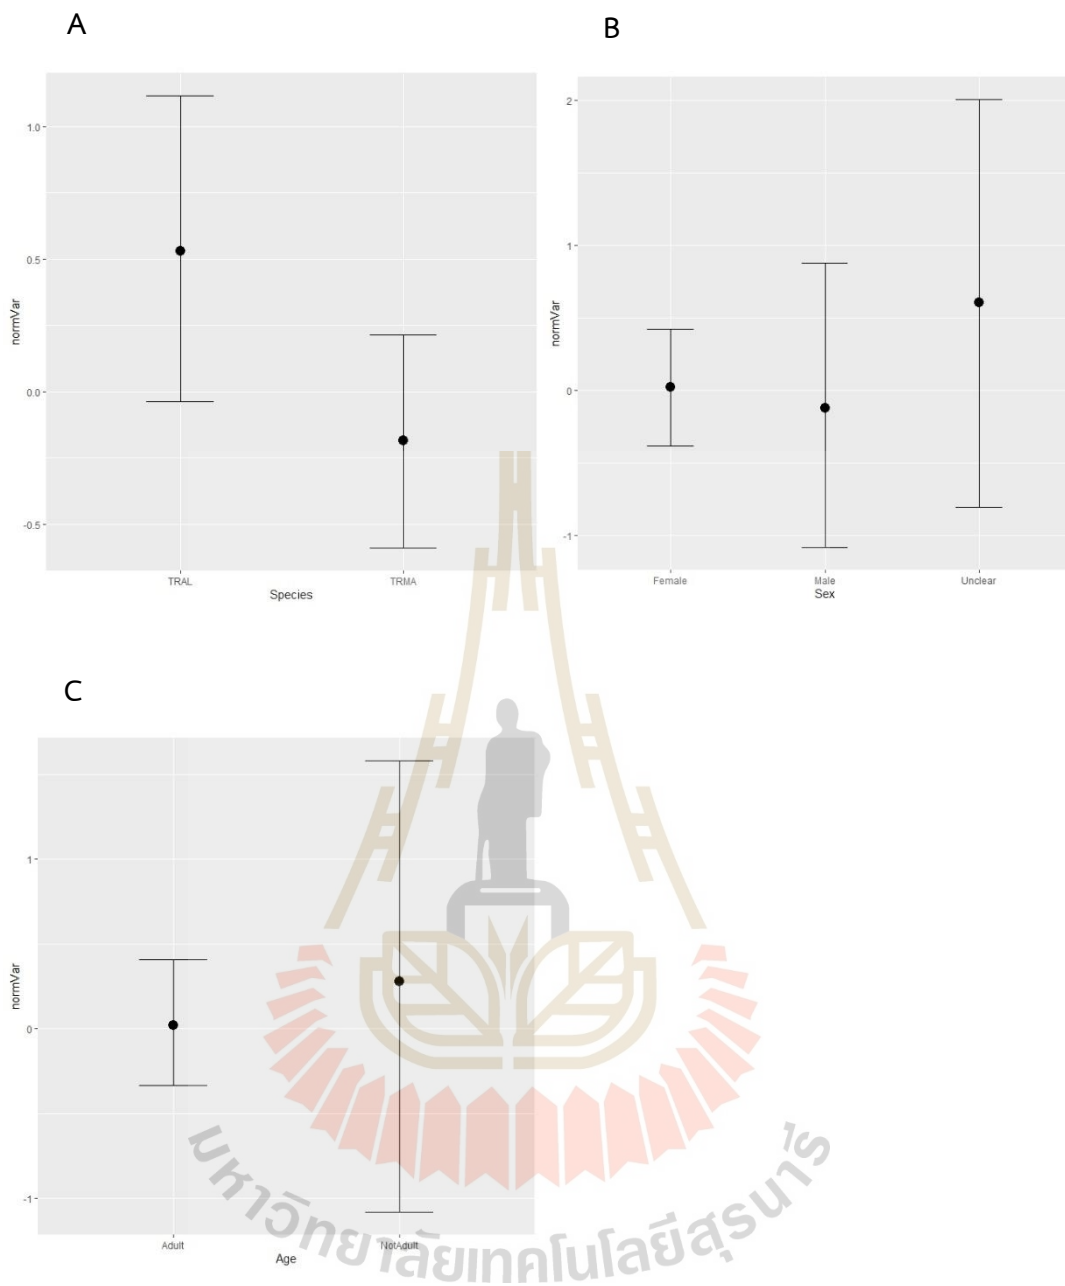 A
B
normVar
1.0
0.5
0.0
-0.5
TRAL
TRMA
Species
normVar
2
1
0
-1
Female
Male
Unclear
Sex
C
normVar
1
0
-1
Adult
NotAdult
Age
มหาวิทยาลัยเทคโนโลยีสุรนารี